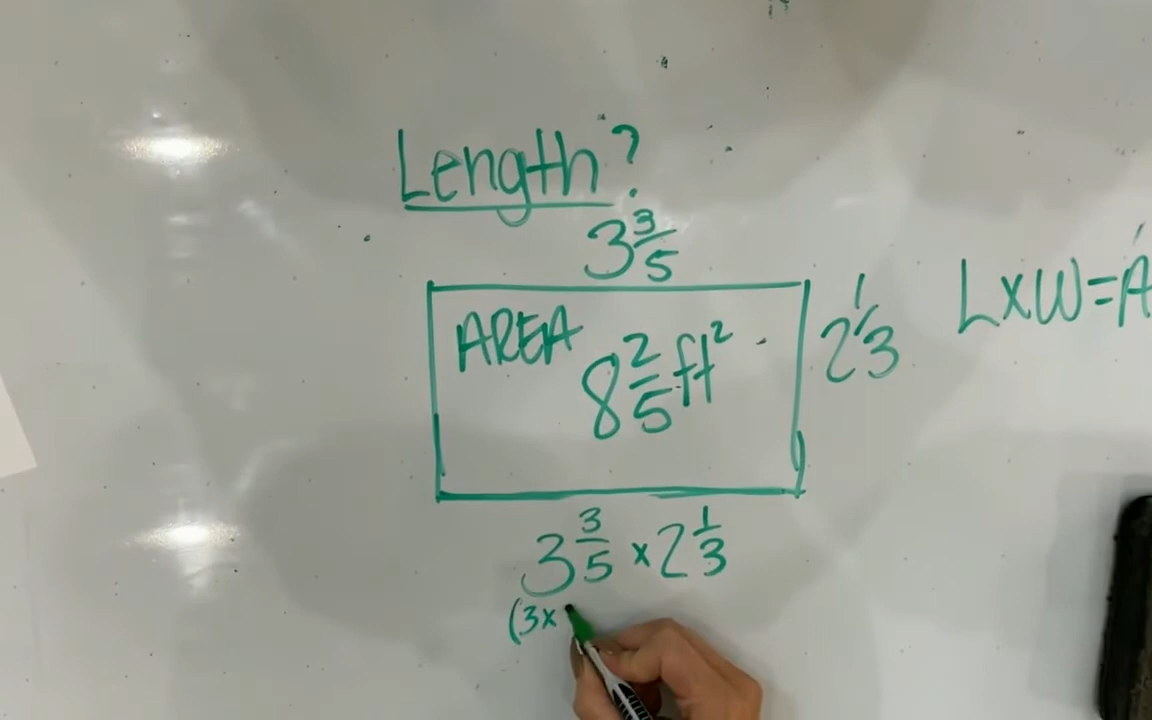 Length?
3 3/5
AREA
8 2/5 ft²
2 1/3
LXW=A
3 3/5 x 2 1/3
(3x